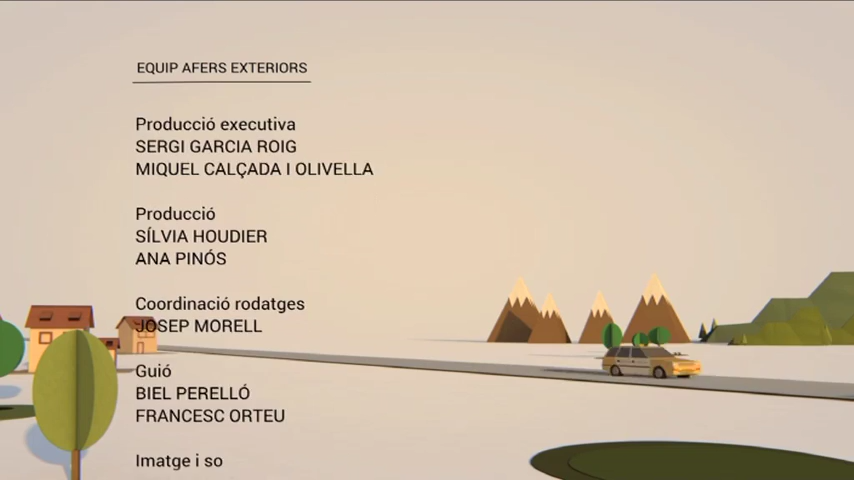 EQUIP AFERS EXTERIORS
Producció executiva
SERGI GARCIA ROIG
MIQUEL CALÇADA I OLIVELLA
Producció
SÍLVIA HOUDIER
ANA PINÓS
Coordinació rodatges
JOSEP MORELL
Guió
BIEL PERELLÓ
FRANCESC ORTEU
Imatge i so